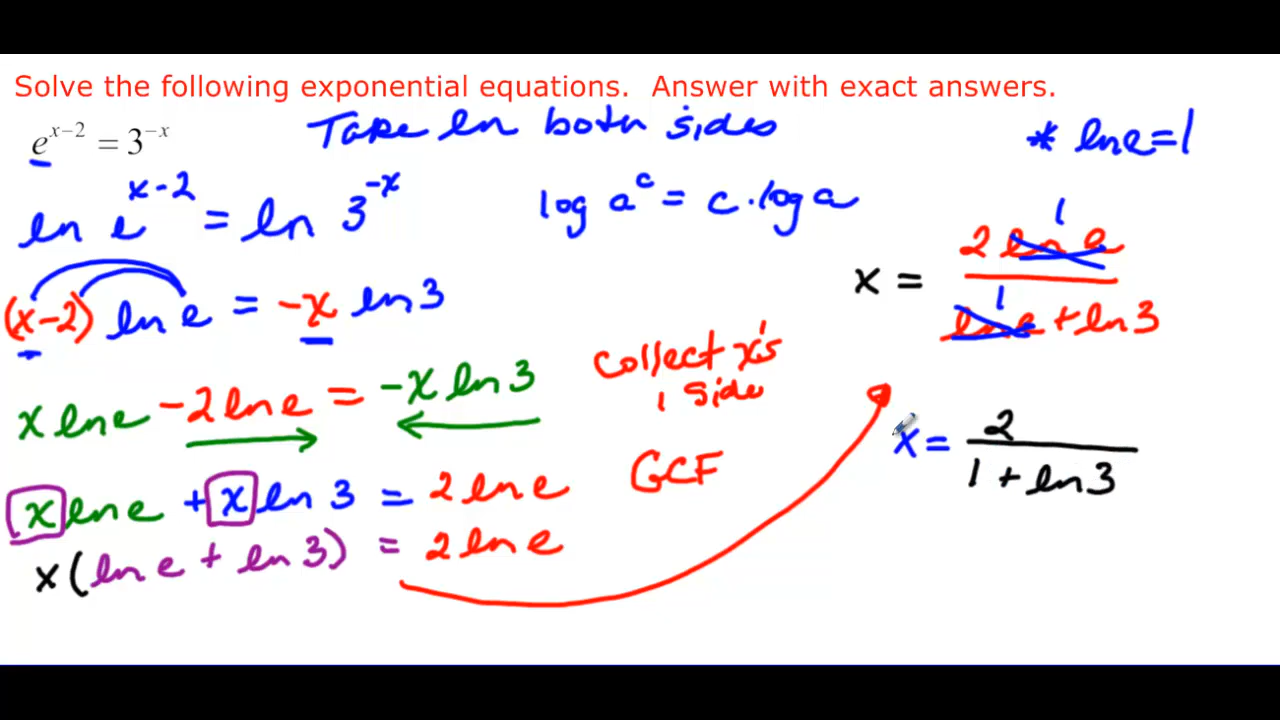 Solve the following exponential equations. Answer with exact answers.
e^{x-2} = 3^{-x}
Take ln both sides
* ln e = 1
ln e^{x-2} = ln 3^{-x}
log a^c = c · log a
(x-2) ln e = -x ln 3
x ln e - 2 ln e = -x ln 3
collect x's
1 side
x ln e + x ln 3 = 2 ln e
GCF
x (ln e + ln 3) = 2 ln e
1
x = 2 ln e / ln e + ln 3
1
x = 2 / 1 + ln 3